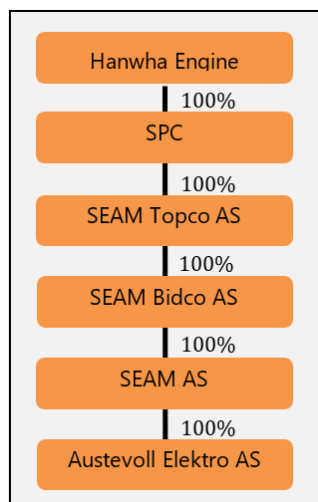 Hanwha Engine
100%
SPC
100%
SEAM Topco AS
100%
SEAM Bidco AS
100%
SEAM AS
100%
Austevoll Elektro AS